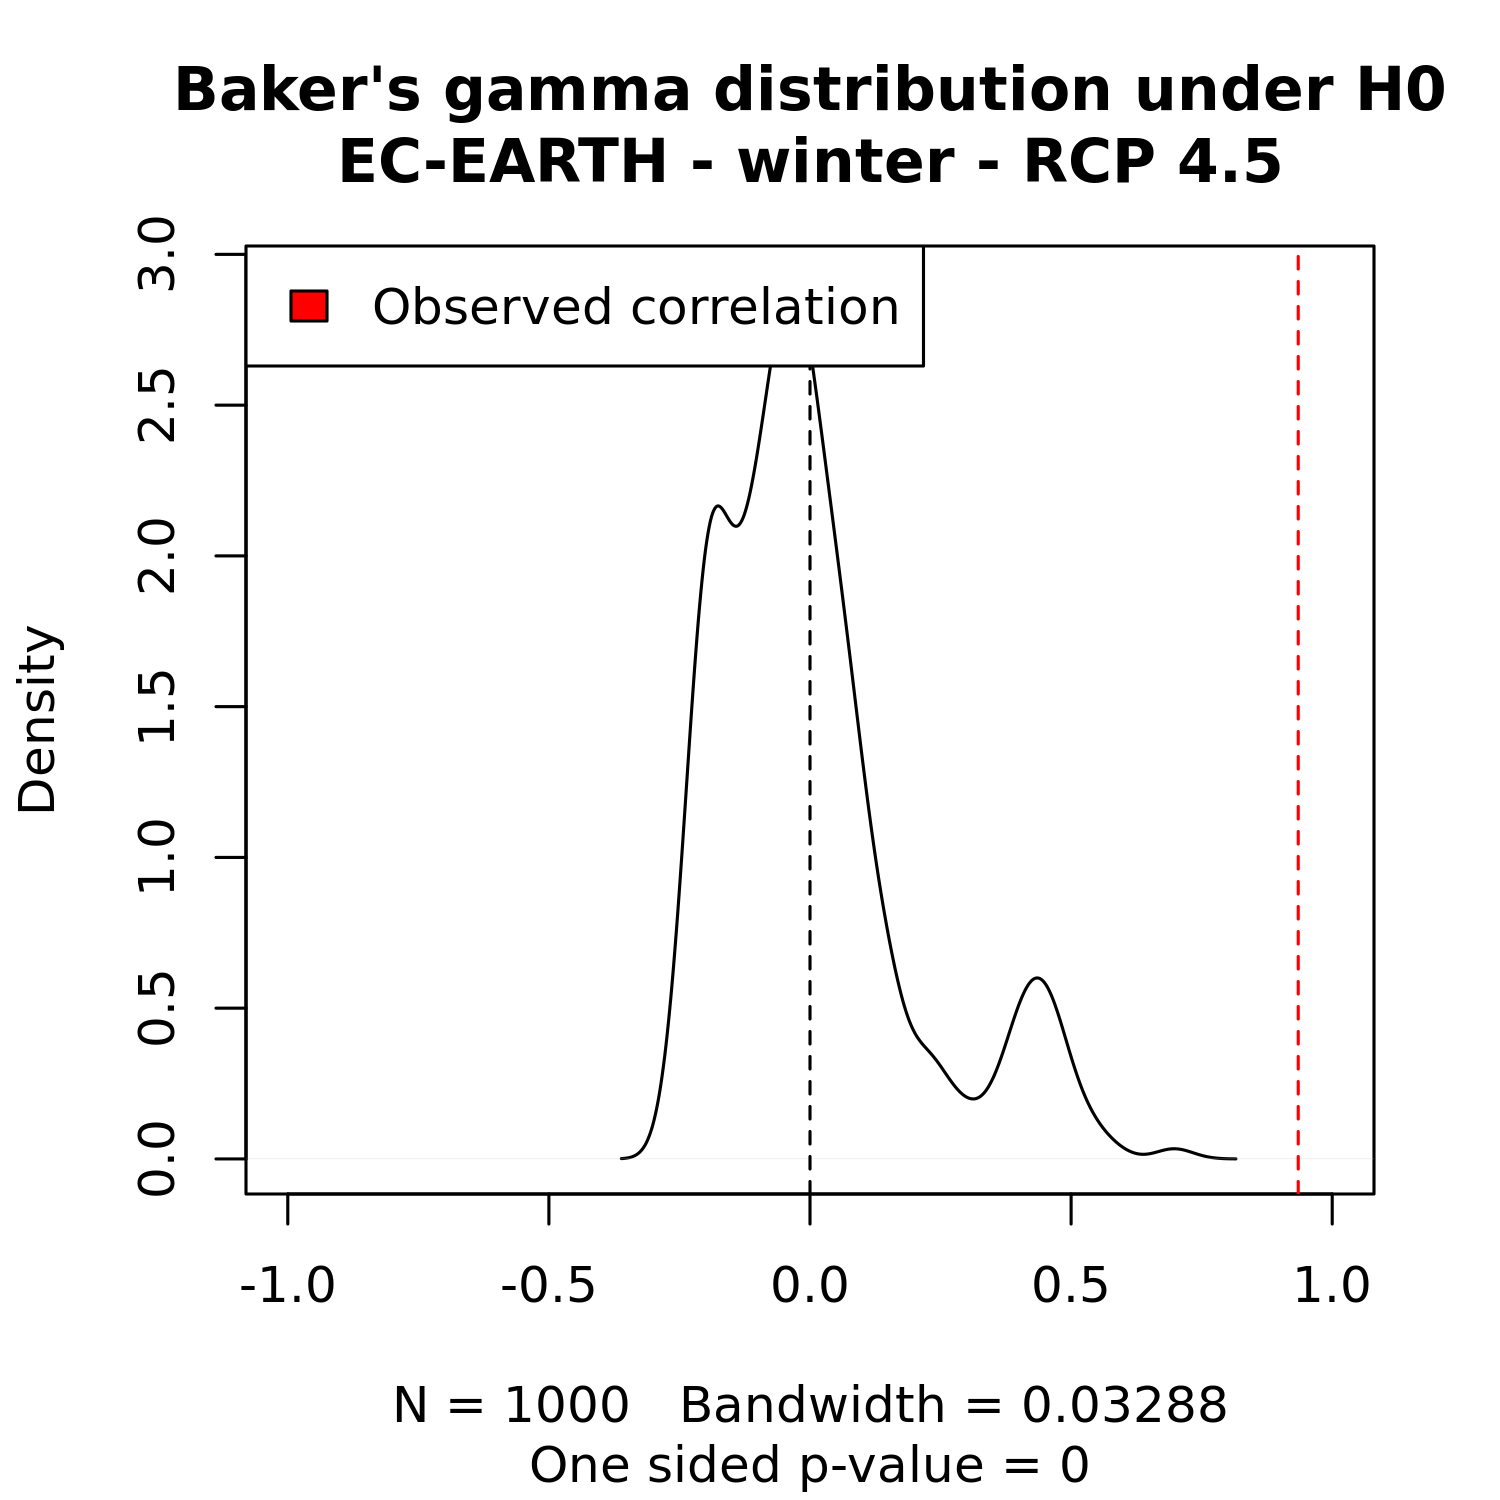 Baker's gamma distribution under H0
EC-EARTH - winter - RCP 4.5
Observed correlation
Density
3.0
2.5
2.0
1.5
1.0
0.5
0.0
-1.0 -0.5 0.0 0.5 1.0
N = 1000 Bandwidth = 0.03288
One sided p-value = 0